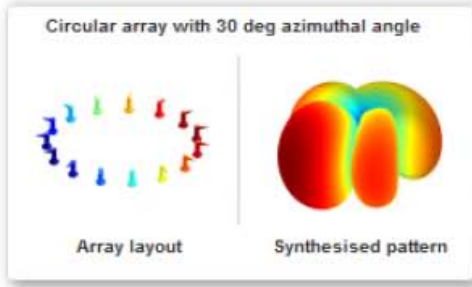 Circular array with 30 deg azimuthal angle
Array layout
Synthesised pattern